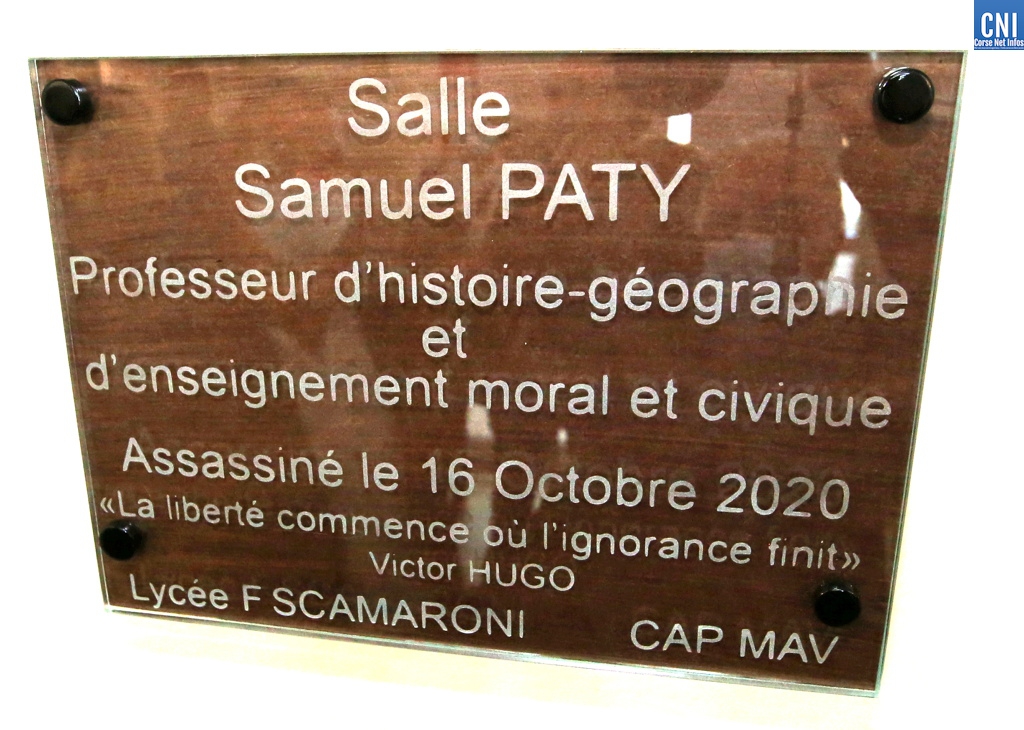 CNI
Corse Net Infos
Salle
Samuel PATY
Professeur d'histoire-géographie
et
d'enseignement moral et civique
Assassiné le 16 Octobre 2020
«La liberté commence où l'ignorance finit»
Victor HUGO
Lycée F SCAMARONI CAP MAV